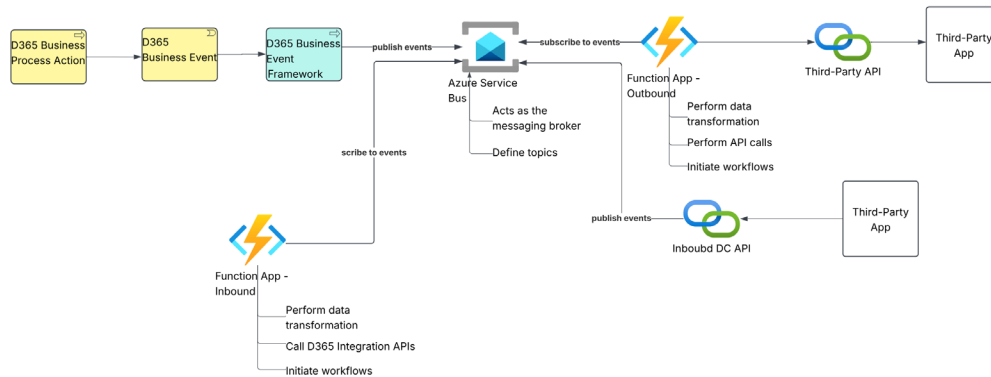 D365 Business
Process Action
D365
Business Event
D365 Business
Event
Framework
publish events
Azure Service
Bus
Acts as the
messaging broker
Define topics
subscribe to events
Function App -
Outbound
Perform data
transformation
Perform API calls
Initiate workflows
Third-Party API
Third-Party
App
scribe to events
publish events
Inboubd DC API
Third-Party
App
Function App -
Inbound
Perform data
transformation
Call D365 Integration APIs
Initiate workflows